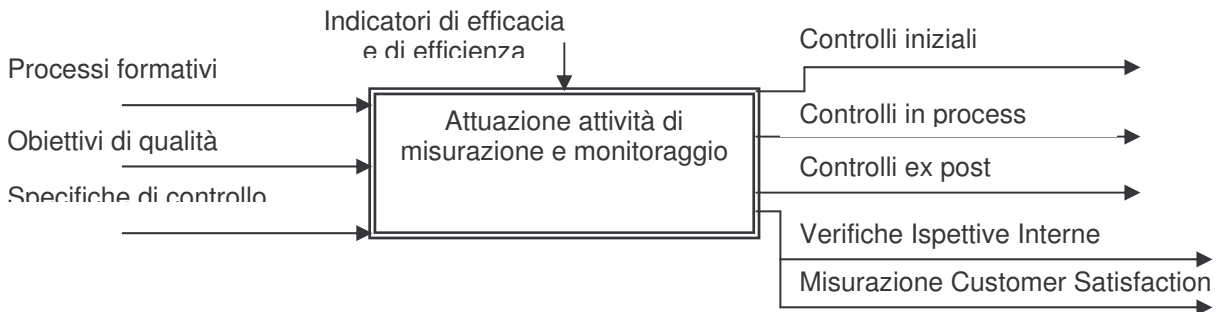 Indicatori di efficacia
e di efficienza
Processi formativi
Obiettivi di qualità
Specifiche di controllo
Attuazione attività di
misurazione e monitoraggio
Controlli iniziali
Controlli in process
Controlli ex post
Verifiche Ispettive Interne
Misurazione Customer Satisfaction